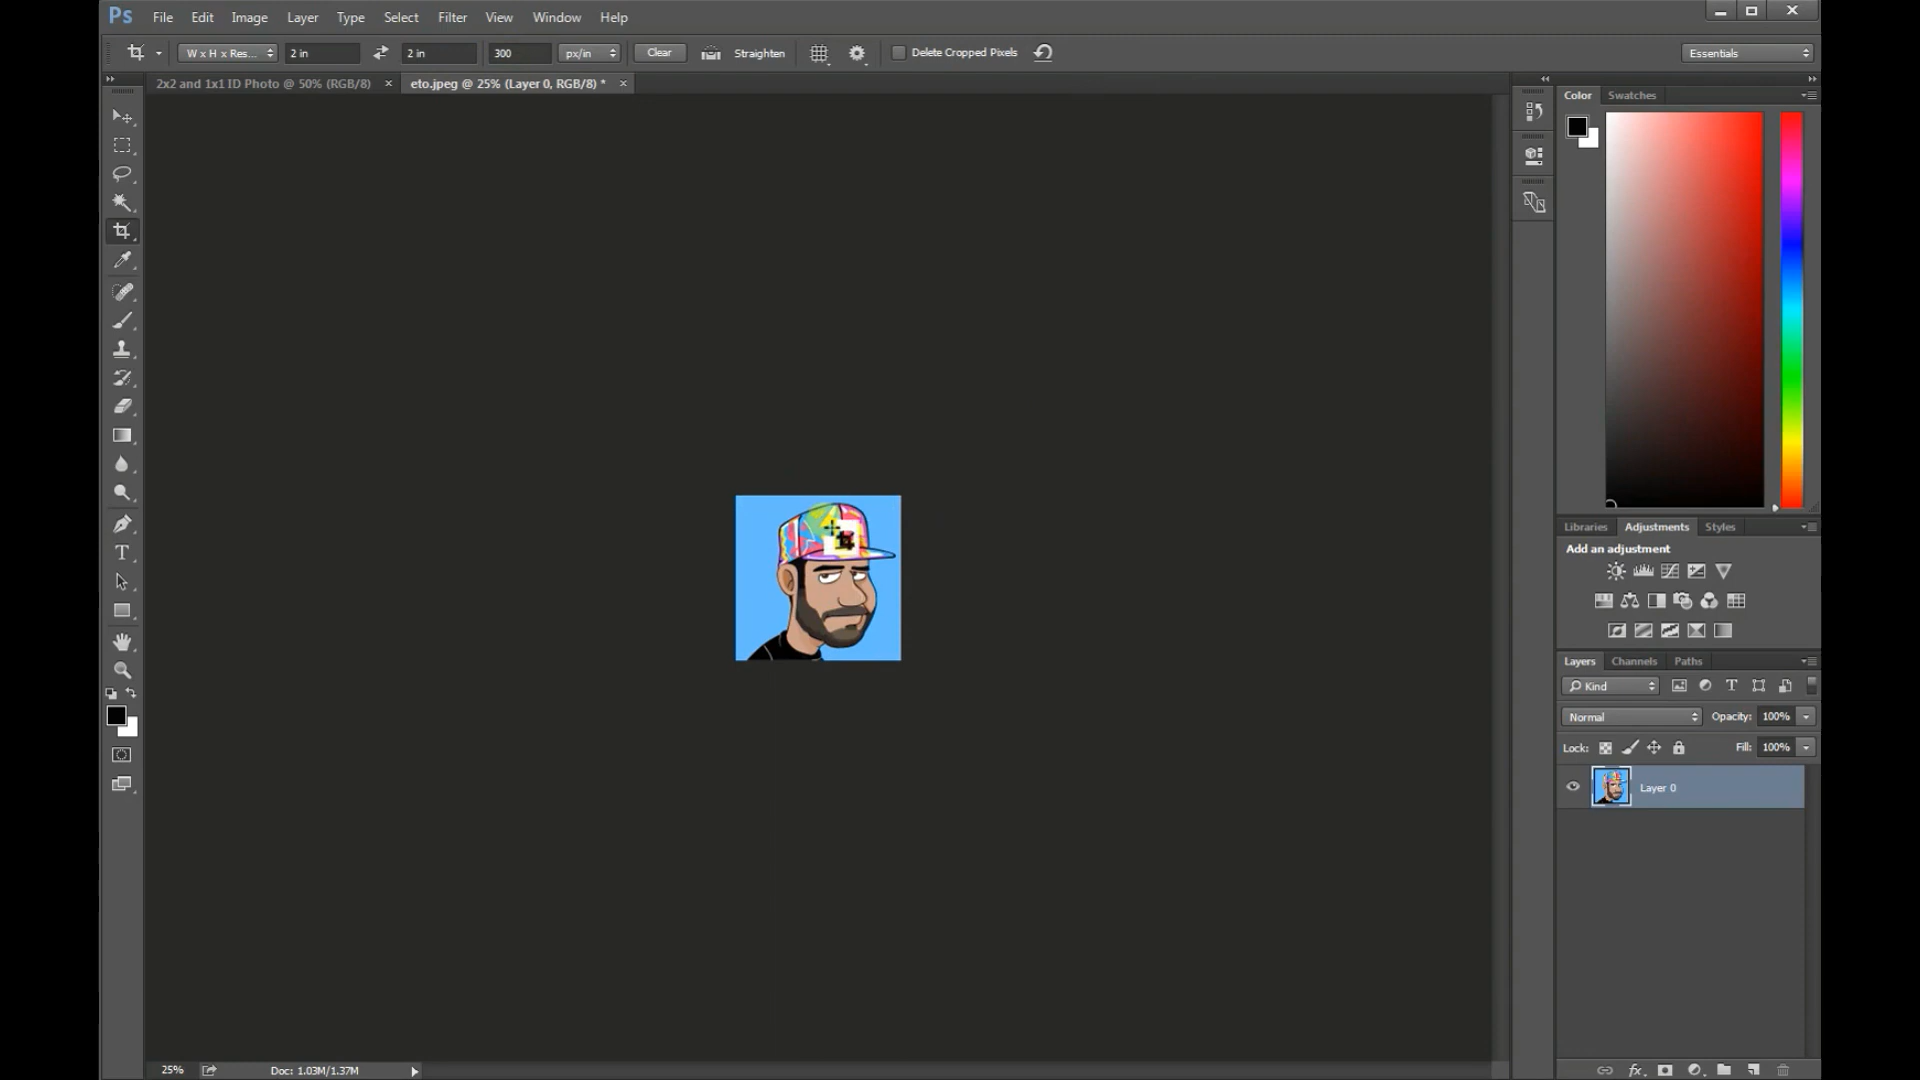 Ps File Edit Image Layer Type Select Filter View Window Help
W x H x Res... 2 in 2 in 300 px/in Clear Straighten Delete Cropped Pixels Essentials
2x2 and 1x1 ID Photo @ 50% (RGB/8) × eto.jpeg @ 25% (Layer 0, RGB/8) * ×
Color Swatches
Libraries Adjustments Styles
Add an adjustment
Layers Channels Paths
Kind
Normal Opacity: 100%
Lock: Fill: 100%
Layer 0
25% Doc: 1.03M/1.37M